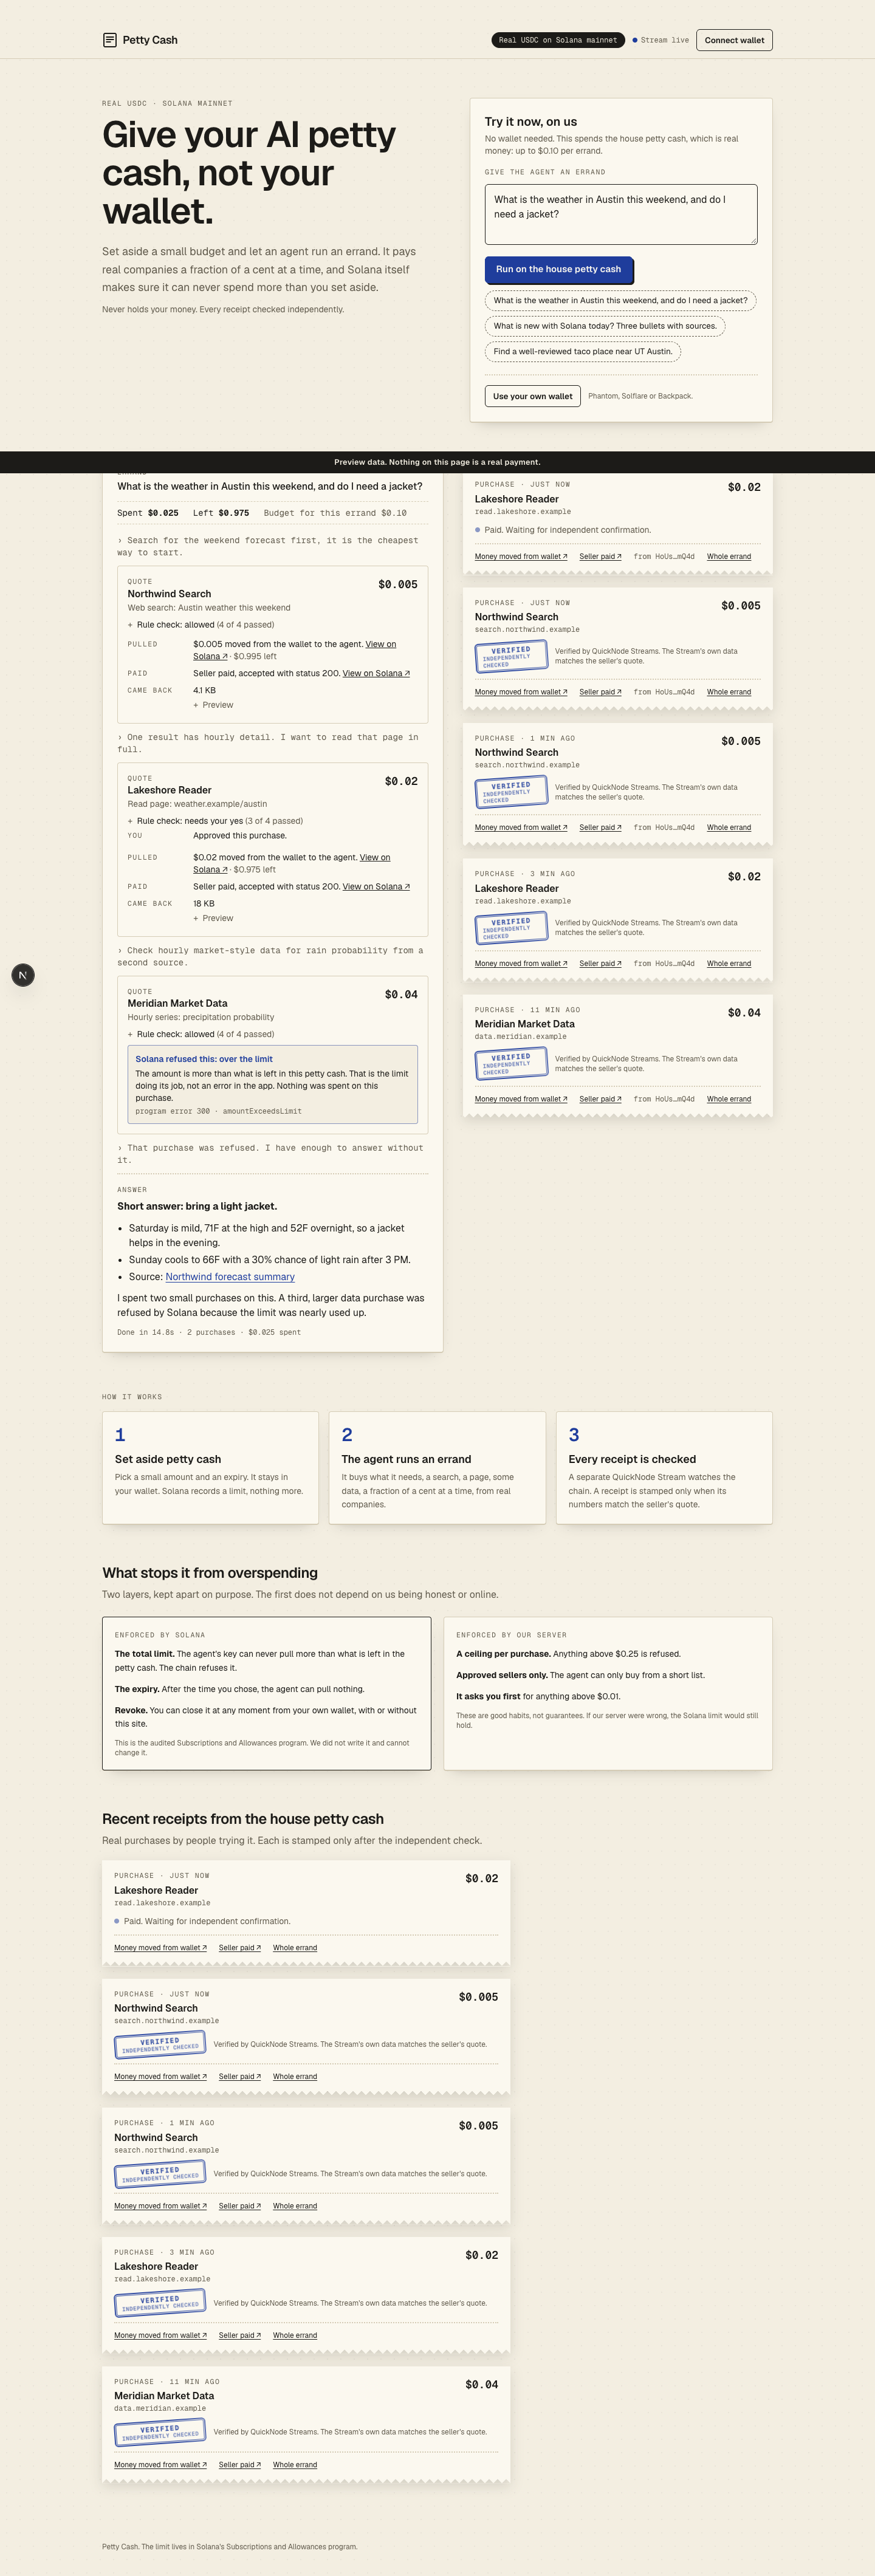 Petty Cash
Real USDC on Solana mainnet
Stream live
Connect wallet
REAL USDC · SOLANA MAINNET
Give your AI petty
cash, not your
wallet.
Set aside a small budget and let an agent run an errand. It pays
real companies a fraction of a cent at a time, and Solana itself
makes sure it can never spend more than you set aside.
Never holds your money. Every receipt checked independently.
Try it now, on us
No wallet needed. This spends the house petty cash, which is real
money: up to $0.10 per errand.
GIVE THE AGENT AN ERRAND
What is the weather in Austin this weekend, and do I
need a jacket?
Run on the house petty cash
What is the weather in Austin this weekend, and do I need a jacket?
What is new with Solana today? Three bullets with sources.
Find a well-reviewed taco place near UT Austin.
Use your own wallet
Phantom, Solflare or Backpack.
Preview data. Nothing on this page is a real payment.
What is the weather in Austin this weekend, and do I need a jacket?
Spent $0.025 Left $0.975 Budget for this errand $0.10
› Search for the weekend forecast first, it is the cheapest
way to start.
QUOTE
Northwind Search
$0.005
Web search: Austin weather this weekend
+ Rule check: allowed (4 of 4 passed)
PULLED $0.005 moved from the wallet to the agent. View on
Solana ↗ · $0.995 left
PAID Seller paid, accepted with status 200. View on Solana ↗
CAME BACK 4.1 KB
+ Preview
› One result has hourly detail. I want to read that page in
full.
QUOTE
Lakeshore Reader
$0.02
Read page: weather.example/austin
+ Rule check: needs your yes (3 of 4 passed)
YOU Approved this purchase.
PULLED $0.02 moved from the wallet to the agent. View on
Solana ↗ · $0.975 left
PAID Seller paid, accepted with status 200. View on Solana ↗
CAME BACK 18 KB
+ Preview
› Check hourly market-style data for rain probability from a
second source.
QUOTE
Meridian Market Data
$0.04
Hourly series: precipitation probability
+ Rule check: allowed (4 of 4 passed)
Solana refused this: over the limit
The amount is more than what is left in this petty cash. That is the limit
doing its job, not an error in the app. Nothing was spent on this
purchase.
program error 300 · amountExceedsLimit
› That purchase was refused. I have enough to answer without
it.
ANSWER
Short answer: bring a light jacket.
• Saturday is mild, 71F at the high and 52F overnight, so a jacket
helps in the evening.
• Sunday cools to 66F with a 30% chance of light rain after 3 PM.
• Source: Northwind forecast summary
I spent two small purchases on this. A third, larger data purchase was
refused by Solana because the limit was nearly used up.
Done in 14.8s · 2 purchases · $0.025 spent
PURCHASE · JUST NOW
$0.02
Lakeshore Reader
read.lakeshore.example
Paid. Waiting for independent confirmation.
Money moved from wallet ↗ Seller paid ↗ from HoUs…mQ4d Whole errand
PURCHASE · JUST NOW
$0.005
Northwind Search
search.northwind.example
VERIFIED
INDEPENDENTLY
CHECKED
Verified by QuickNode Streams. The Stream's own data
matches the seller's quote.
Money moved from wallet ↗ Seller paid ↗ from HoUs…mQ4d Whole errand
PURCHASE · 1 MIN AGO
$0.005
Northwind Search
search.northwind.example
VERIFIED
INDEPENDENTLY
CHECKED
Verified by QuickNode Streams. The Stream's own data
matches the seller's quote.
Money moved from wallet ↗ Seller paid ↗ from HoUs…mQ4d Whole errand
PURCHASE · 3 MIN AGO
$0.02
Lakeshore Reader
read.lakeshore.example
VERIFIED
INDEPENDENTLY
CHECKED
Verified by QuickNode Streams. The Stream's own data
matches the seller's quote.
Money moved from wallet ↗ Seller paid ↗ from HoUs…mQ4d Whole errand
PURCHASE · 11 MIN AGO
$0.04
Meridian Market Data
data.meridian.example
VERIFIED
INDEPENDENTLY
CHECKED
Verified by QuickNode Streams. The Stream's own data
matches the seller's quote.
Money moved from wallet ↗ Seller paid ↗ from HoUs…mQ4d Whole errand
N
HOW IT WORKS
1
Set aside petty cash
Pick a small amount and an expiry. It stays in
your wallet. Solana records a limit, nothing more.
2
The agent runs an errand
It buys what it needs, a search, a page, some
data, a fraction of a cent at a time, from real
companies.
3
Every receipt is checked
A separate QuickNode Stream watches the
chain. A receipt is stamped only when its
numbers match the seller's quote.
What stops it from overspending
Two layers, kept apart on purpose. The first does not depend on us being honest or online.
ENFORCED BY SOLANA
The total limit. The agent's key can never pull more than what is left in the
petty cash. The chain refuses it.
The expiry. After the time you chose, the agent can pull nothing.
Revoke. You can close it at any moment from your own wallet, with or without
this site.
This is the audited Subscriptions and Allowances program. We did not write it and cannot
change it.
ENFORCED BY OUR SERVER
A ceiling per purchase. Anything above $0.25 is refused.
Approved sellers only. The agent can only buy from a short list.
It asks you first for anything above $0.01.
These are good habits, not guarantees. If our server were wrong, the Solana limit would still
hold.
Recent receipts from the house petty cash
Real purchases by people trying it. Each is stamped only after the independent check.
PURCHASE · JUST NOW
$0.02
Lakeshore Reader
read.lakeshore.example
Paid. Waiting for independent confirmation.
Money moved from wallet ↗ Seller paid ↗ Whole errand
PURCHASE · JUST NOW
$0.005
Northwind Search
search.northwind.example
VERIFIED
INDEPENDENTLY CHECKED
Verified by QuickNode Streams. The Stream's own data matches the seller's quote.
Money moved from wallet ↗ Seller paid ↗ Whole errand
PURCHASE · 1 MIN AGO
$0.005
Northwind Search
search.northwind.example
VERIFIED
INDEPENDENTLY CHECKED
Verified by QuickNode Streams. The Stream's own data matches the seller's quote.
Money moved from wallet ↗ Seller paid ↗ Whole errand
PURCHASE · 3 MIN AGO
$0.02
Lakeshore Reader
read.lakeshore.example
VERIFIED
INDEPENDENTLY CHECKED
Verified by QuickNode Streams. The Stream's own data matches the seller's quote.
Money moved from wallet ↗ Seller paid ↗ Whole errand
PURCHASE · 11 MIN AGO
$0.04
Meridian Market Data
data.meridian.example
VERIFIED
INDEPENDENTLY CHECKED
Verified by QuickNode Streams. The Stream's own data matches the seller's quote.
Money moved from wallet ↗ Seller paid ↗ Whole errand
Petty Cash. The limit lives in Solana's Subscriptions and Allowances program.